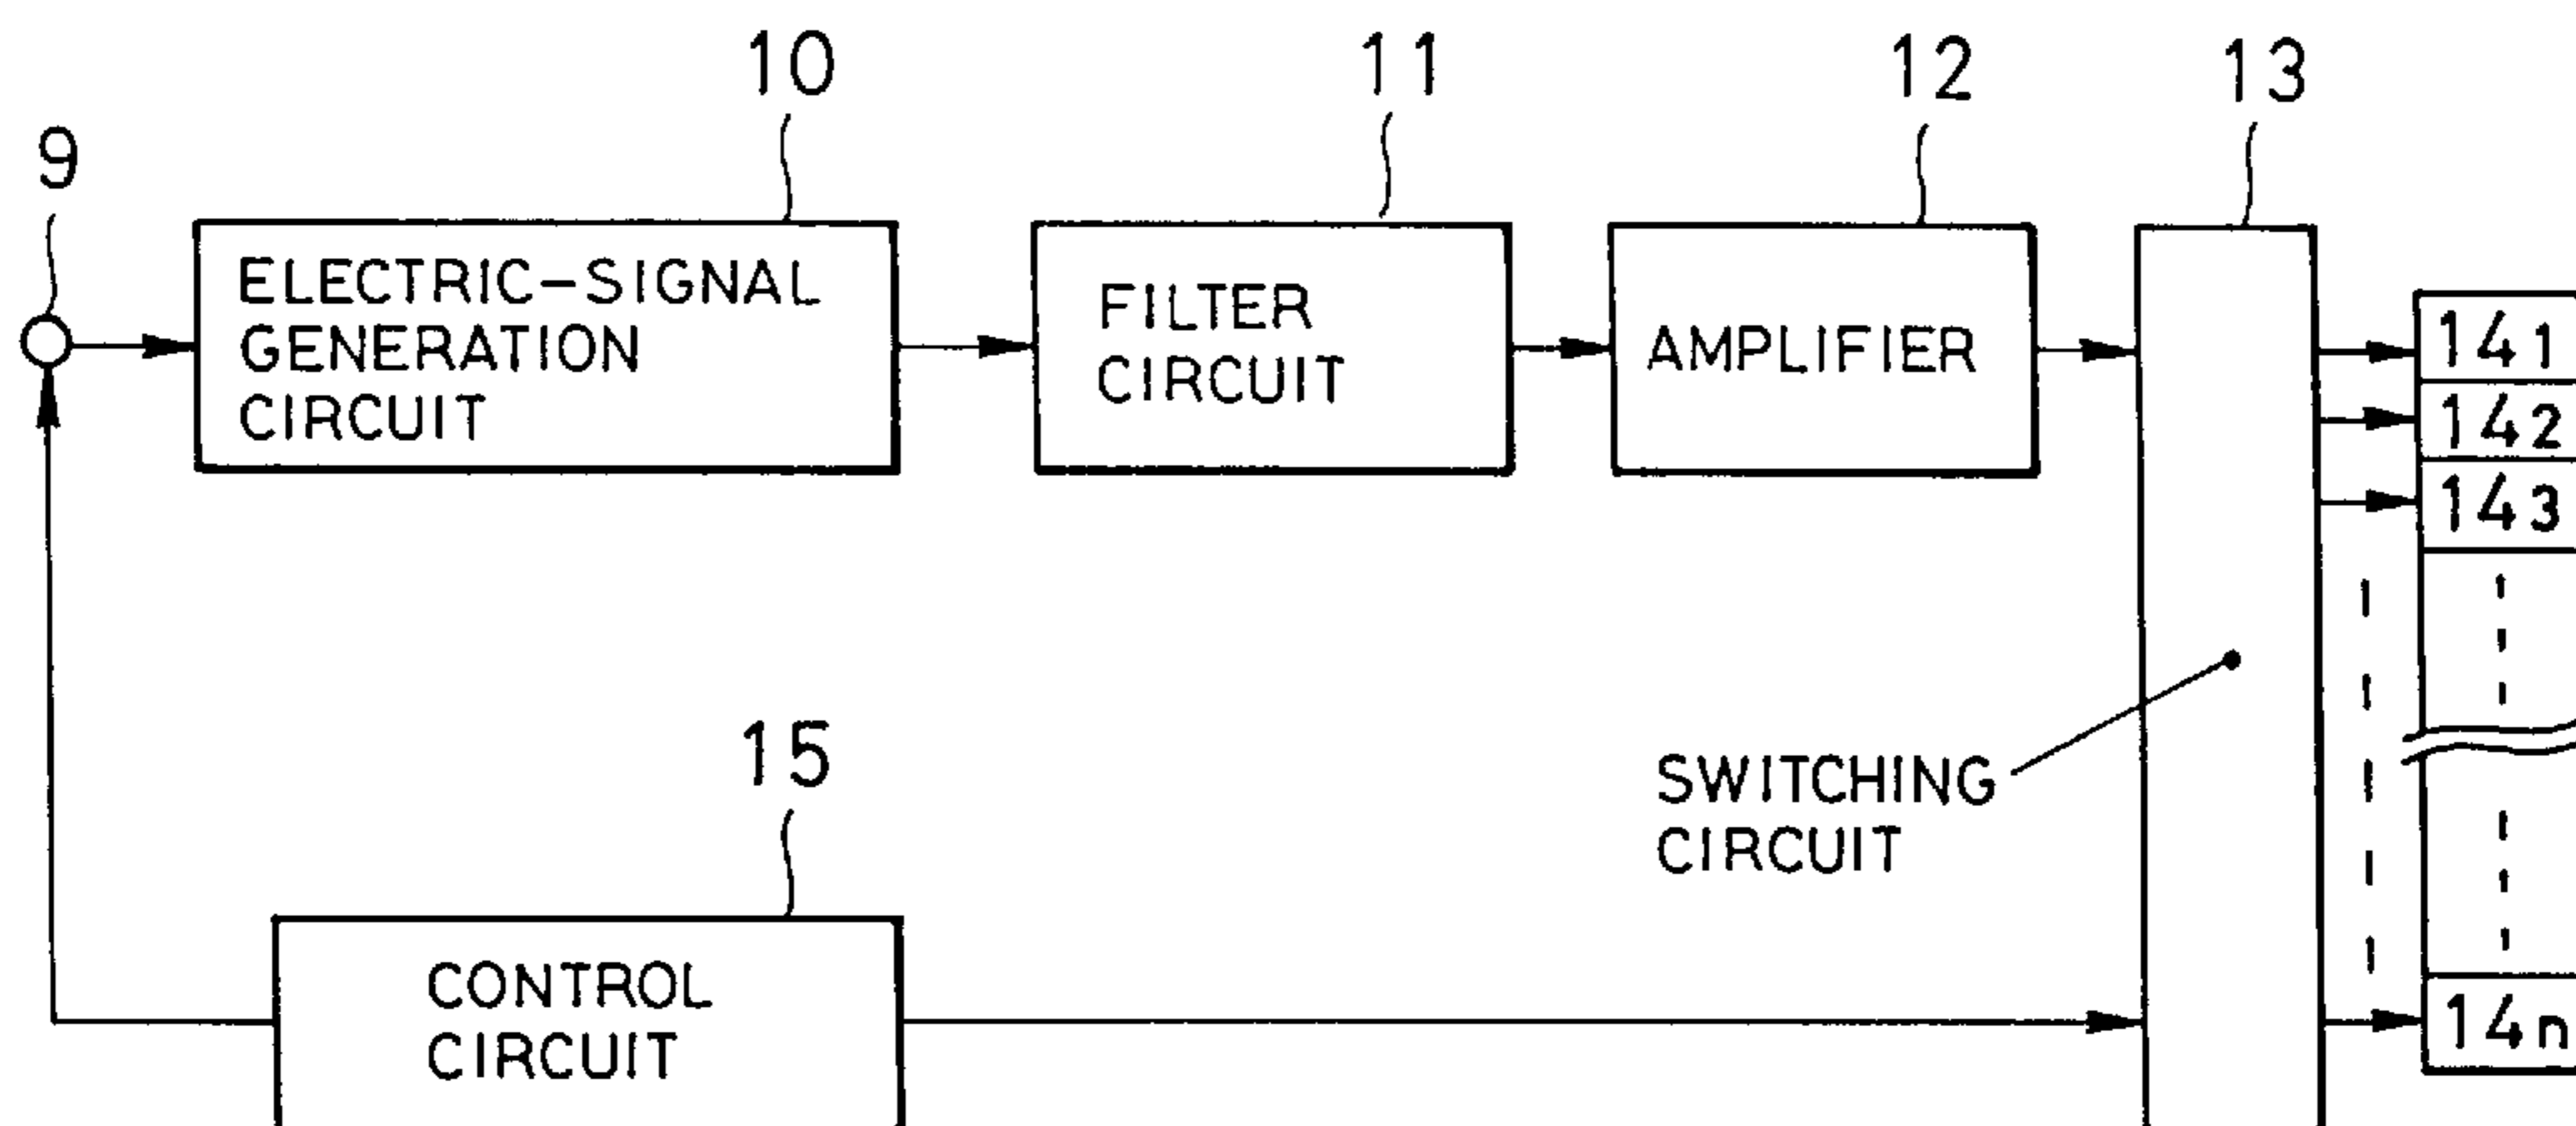 10
11
12
13
9
ELECTRIC-SIGNAL
GENERATION
CIRCUIT
FILTER
CIRCUIT
AMPLIFIER
141
142
143
15
SWITCHING
CIRCUIT
CONTROL
CIRCUIT
14n